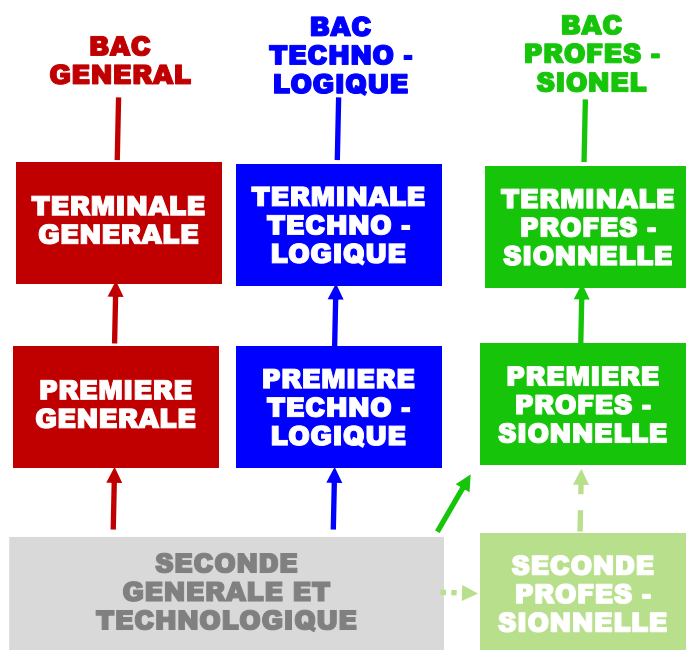 BAC
GENERAL
BAC
TECHNO -
LOGIQUE
BAC
PROFES -
SIONEL
TERMINALE
GENERALE
TERMINALE
TECHNO -
LOGIQUE
TERMINALE
PROFES -
SIONNELLE
PREMIERE
GENERALE
PREMIERE
TECHNO -
LOGIQUE
PREMIERE
PROFES -
SIONNELLE
SECONDE
GENERALE ET
TECHNOLOGIQUE
SECONDE
PROFES -
SIONNELLE